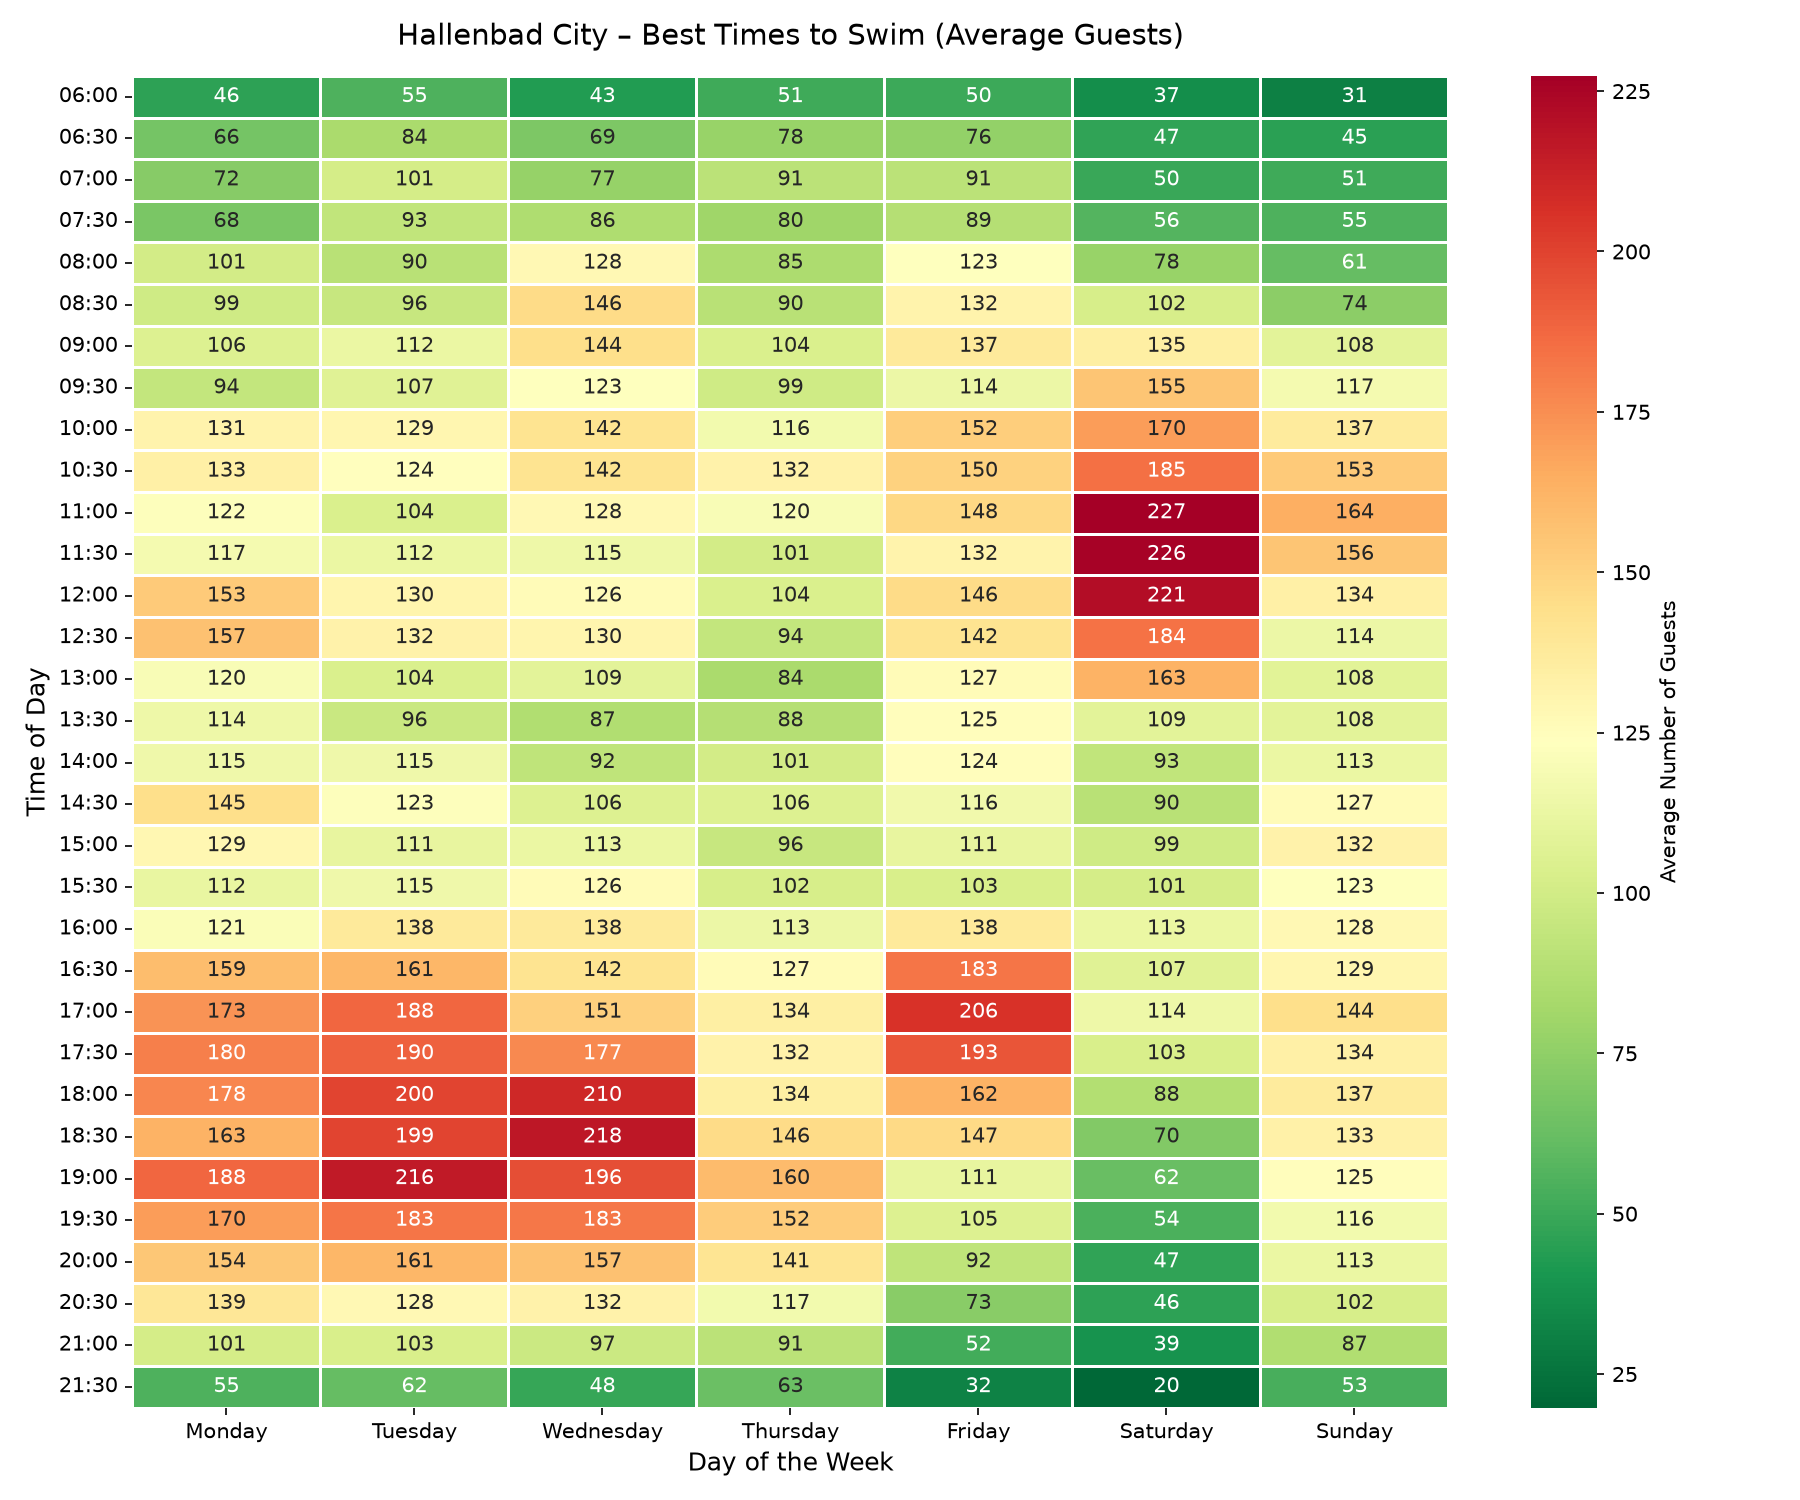 Hallenbad City – Best Times to Swim (Average Guests)
06:00 46 55 43 51 50 37 31
06:30 66 84 69 78 76 47 45
07:00 72 101 77 91 91 50 51
07:30 68 93 86 80 89 56 55
08:00 101 90 128 85 123 78 61
08:30 99 96 146 90 132 102 74
09:00 106 112 144 104 137 135 108
09:30 94 107 123 99 114 155 117
10:00 131 129 142 116 152 170 137
10:30 133 124 142 132 150 185 153
11:00 122 104 128 120 148 227 164
11:30 117 112 115 101 132 226 156
12:00 153 130 126 104 146 221 134
12:30 157 132 130 94 142 184 114
13:00 120 104 109 84 127 163 108
13:30 114 96 87 88 125 109 108
14:00 115 115 92 101 124 93 113
14:30 145 123 106 106 116 90 127
15:00 129 111 113 96 111 99 132
15:30 112 115 126 102 103 101 123
16:00 121 138 138 113 138 113 128
16:30 159 161 142 127 183 107 129
17:00 173 188 151 134 206 114 144
17:30 180 190 177 132 193 103 134
18:00 178 200 210 134 162 88 137
18:30 163 199 218 146 147 70 133
19:00 188 216 196 160 111 62 125
19:30 170 183 183 152 105 54 116
20:00 154 161 157 141 92 47 113
20:30 139 128 132 117 73 46 102
21:00 101 103 97 91 52 39 87
21:30 55 62 48 63 32 20 53
Monday Tuesday Wednesday Thursday Friday Saturday Sunday
Day of the Week
Time of Day
225
200
175
150
125
100
75
50
25
Average Number of Guests